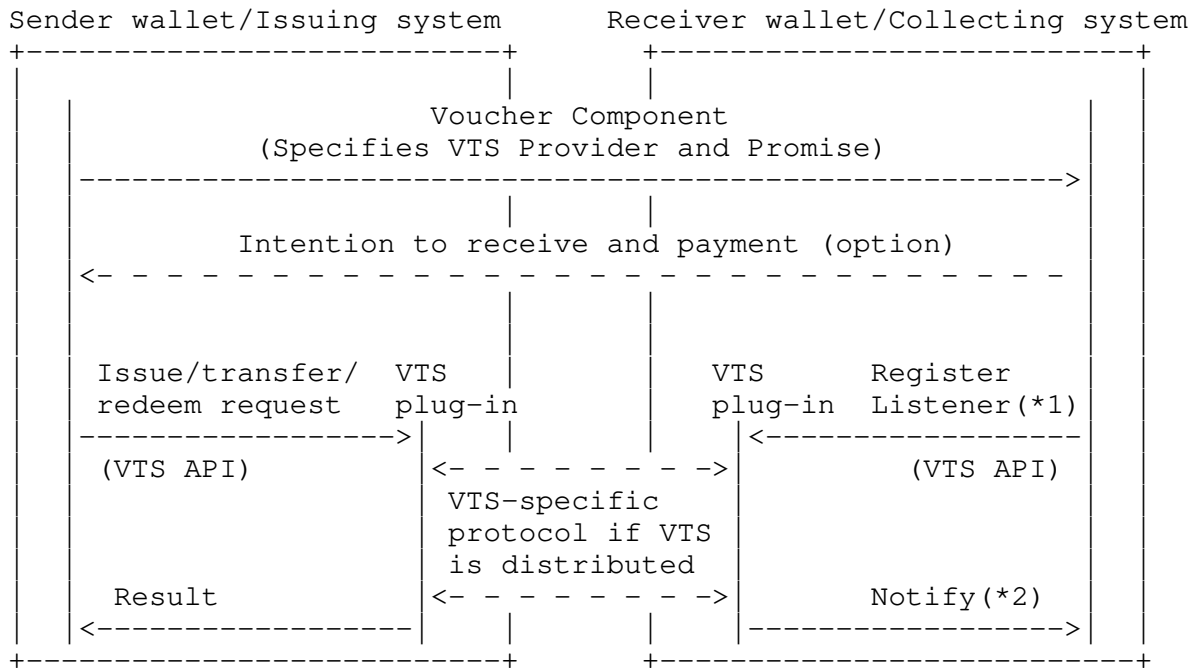 Sender wallet/Issuing system Receiver wallet/Collecting system
Voucher Component
(Specifies VTS Provider and Promise)
Intention to receive and payment (option)
Issue/transfer/ VTS VTS Register
redeem request plug-in plug-in Listener(*1)
(VTS API) (VTS API)
VTS-specific
protocol if VTS
is distributed
Result Notify(*2)